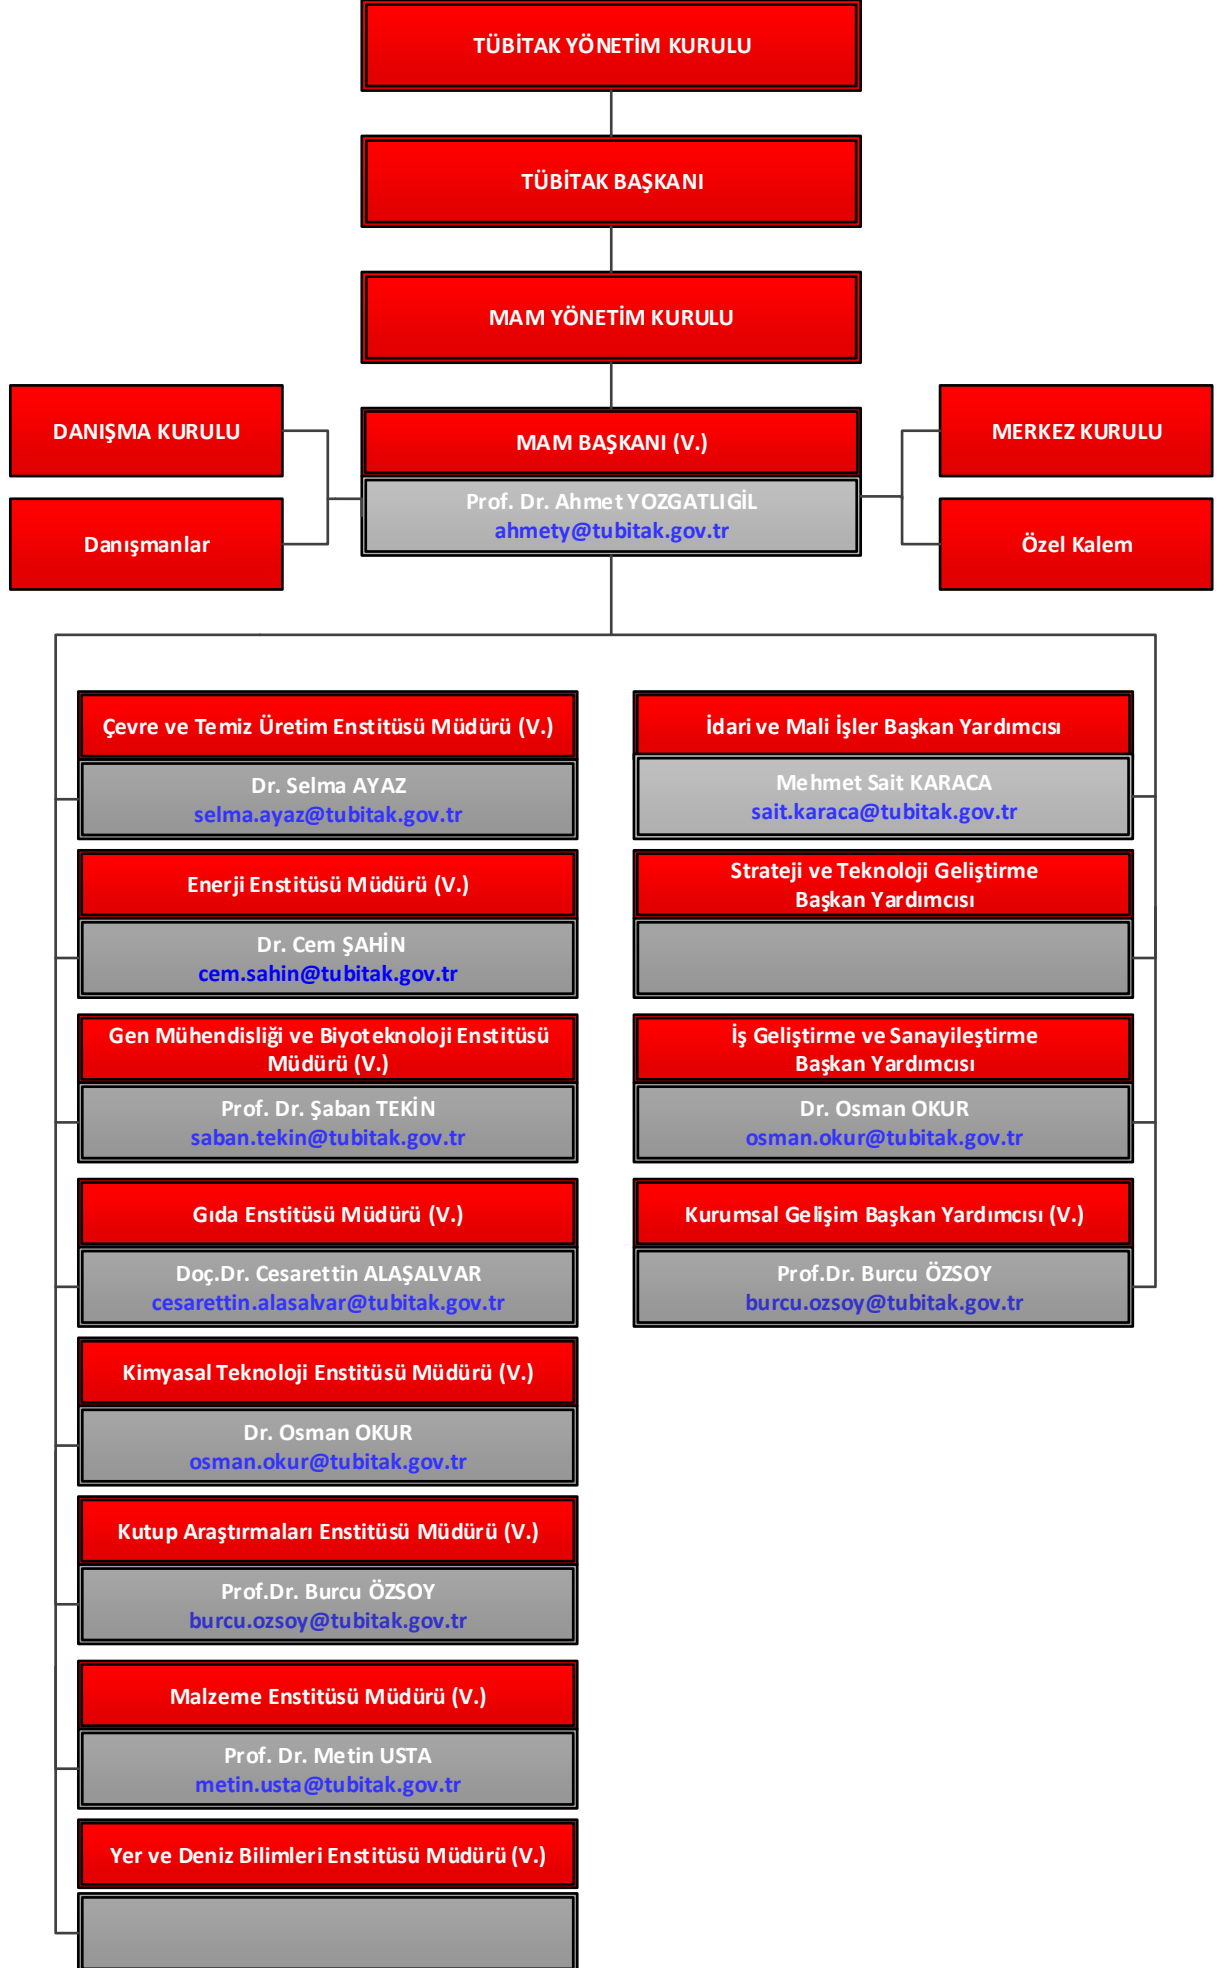 TÜBİTAK YÖNETİM KURULU
TÜBİTAK BAŞKANI
MAM YÖNETİM KURULU
DANIŞMA KURULU
MAM BAŞKANI (V.)
MERKEZ KURULU
Prof. Dr. Ahmet YOZGATLIGİL
ahmety@tubitak.gov.tr
Danışmanlar
Özel Kalem
Çevre ve Temiz Üretim Enstitüsü Müdürü (V.)
Dr. Selma AYAZ
selma.ayaz@tubitak.gov.tr
Enerji Enstitüsü Müdürü (V.)
Dr. Cem ŞAHİN
cem.sahin@tubitak.gov.tr
Gen Mühendisliği ve Biyoteknoloji Enstitüsü
Müdürü (V.)
Prof. Dr. Şaban TEKİN
saban.tekin@tubitak.gov.tr
Gıda Enstitüsü Müdürü (V.)
Doç.Dr. Cesarettin ALAŞALVAR
cesarettin.alasalvar@tubitak.gov.tr
Kimyasal Teknoloji Enstitüsü Müdürü (V.)
Dr. Osman OKUR
osman.okur@tubitak.gov.tr
Kutup Araştırmaları Enstitüsü Müdürü (V.)
Prof.Dr. Burcu ÖZSOY
burcu.ozsoy@tubitak.gov.tr
Malzeme Enstitüsü Müdürü (V.)
Prof. Dr. Metin USTA
metin.usta@tubitak.gov.tr
Yer ve Deniz Bilimleri Enstitüsü Müdürü (V.)
İdari ve Mali İşler Başkan Yardımcısı
Mehmet Sait KARACA
sait.karaca@tubitak.gov.tr
Strateji ve Teknoloji Geliştirme
Başkan Yardımcısı
İş Geliştirme ve Sanayileştirme
Başkan Yardımcısı
Dr. Osman OKUR
osman.okur@tubitak.gov.tr
Kurumsal Gelişim Başkan Yardımcısı (V.)
Prof.Dr. Burcu ÖZSOY
burcu.ozsoy@tubitak.gov.tr